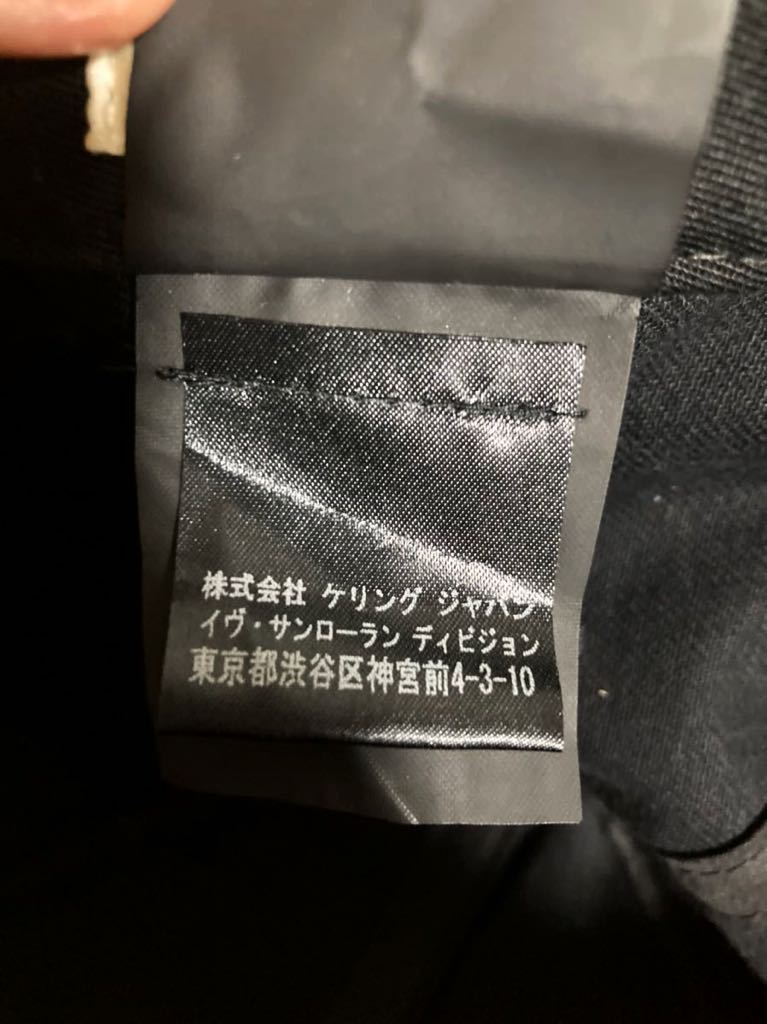 株式会社 ケリング ジャパン
イヴ・サンローラン ディビジョン
東京都渋谷区神宮前4-3-10